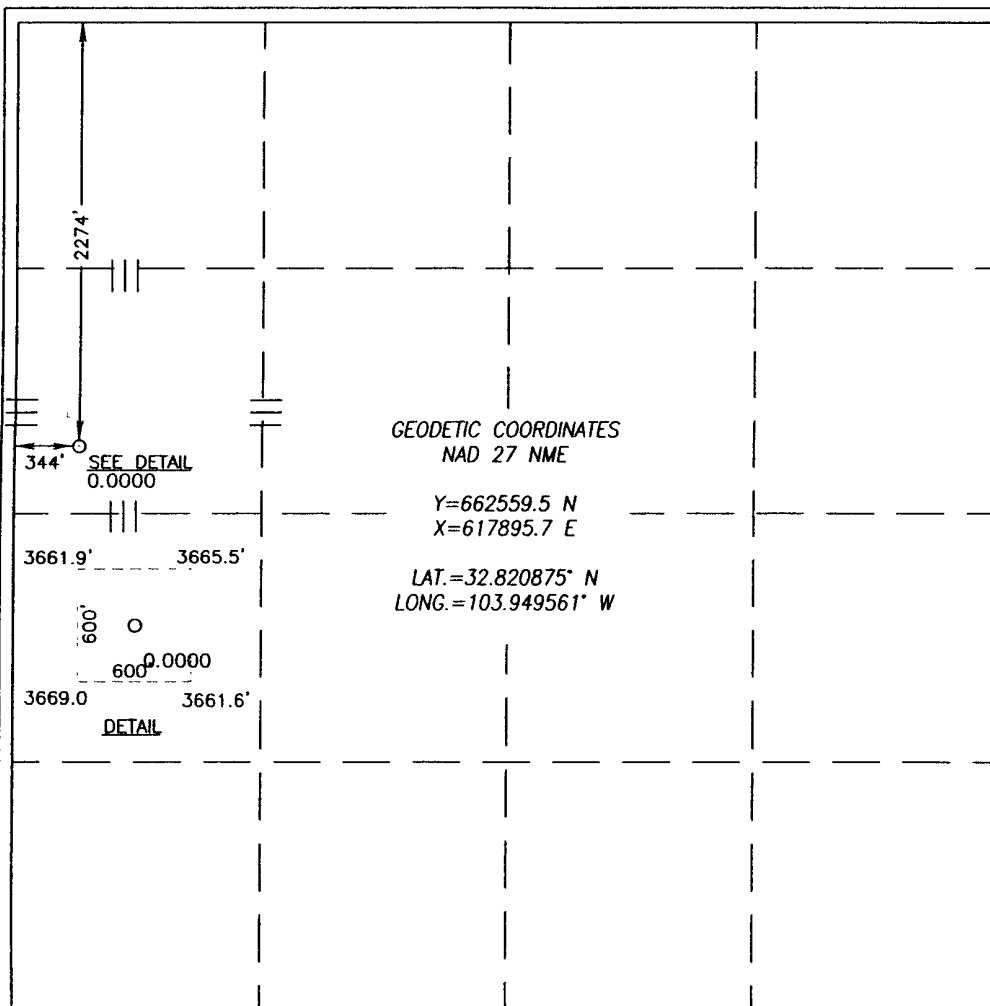 2274'
GEODETIC COORDINATES
NAD 27 NME
344'
SEE DETAIL
0.0000
Y=662559.5 N
X=617895.7 E
3661.9' 3665.5'
LAT.=32.820875° N
LONG.=103.949561° W
600'
0.0000
600'
3669.0 3661.6'
DETAIL